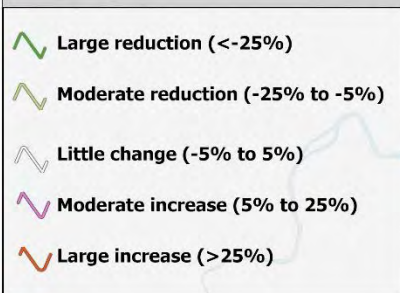 Large reduction (<-25%)
Moderate reduction (-25% to -5%)
Little change (-5% to 5%)
Moderate increase (5% to 25%)
Large increase (>25%)